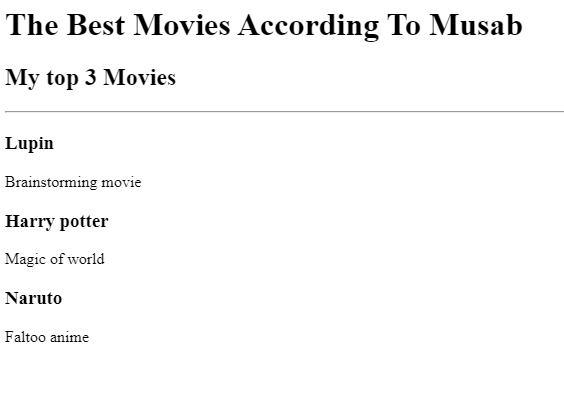 The Best Movies According To Musab
My top 3 Movies
Lupin
Brainstorming movie
Harry potter
Magic of world
Naruto
Faltoo anime